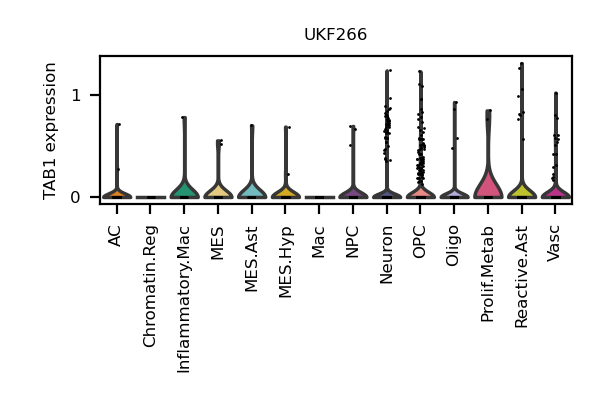 UKF266
TAB1 expression
1
0
AC
Chromatin.Reg
Inflammatory.Mac
MES
MES.Ast
MES.Hyp
Mac
NPC
Neuron
OPC
Oligo
Prolif.Metab
Reactive.Ast
Vasc